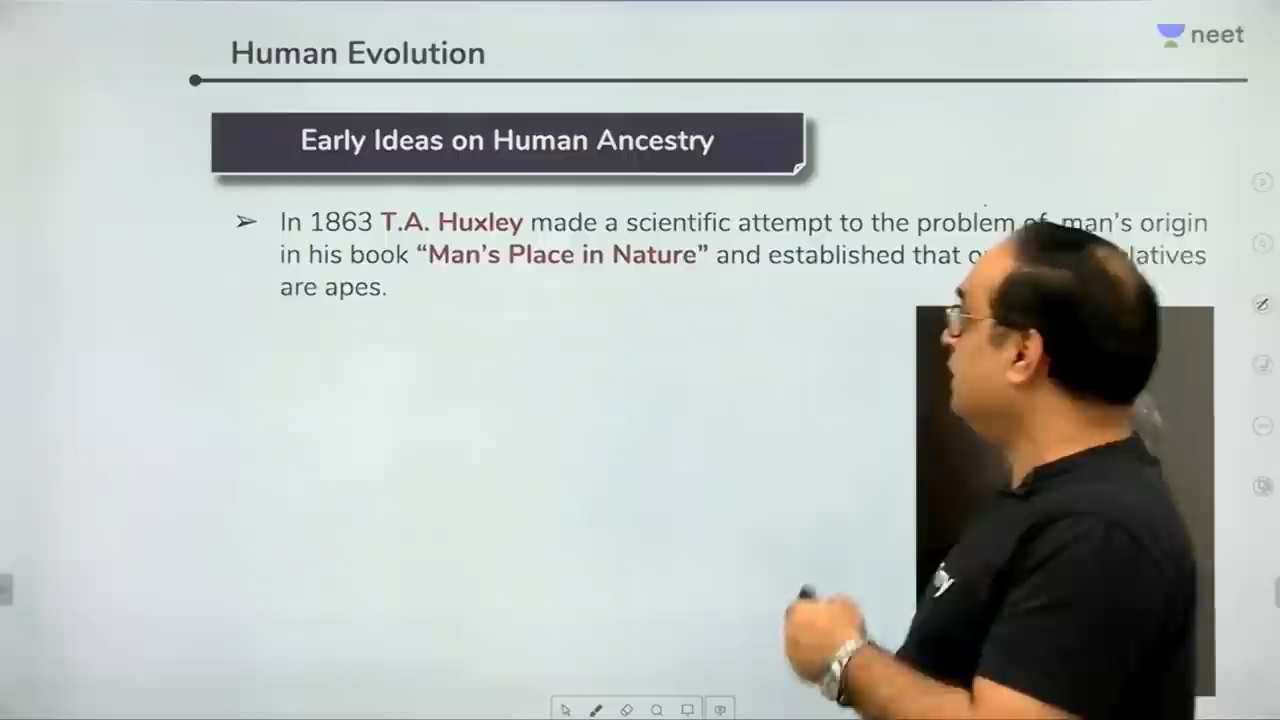 Human Evolution
neet
Early Ideas on Human Ancestry
➢ In 1863 T.A. Huxley made a scientific attempt to the problem of man's origin
in his book “Man's Place in Nature” and established that
are apes.